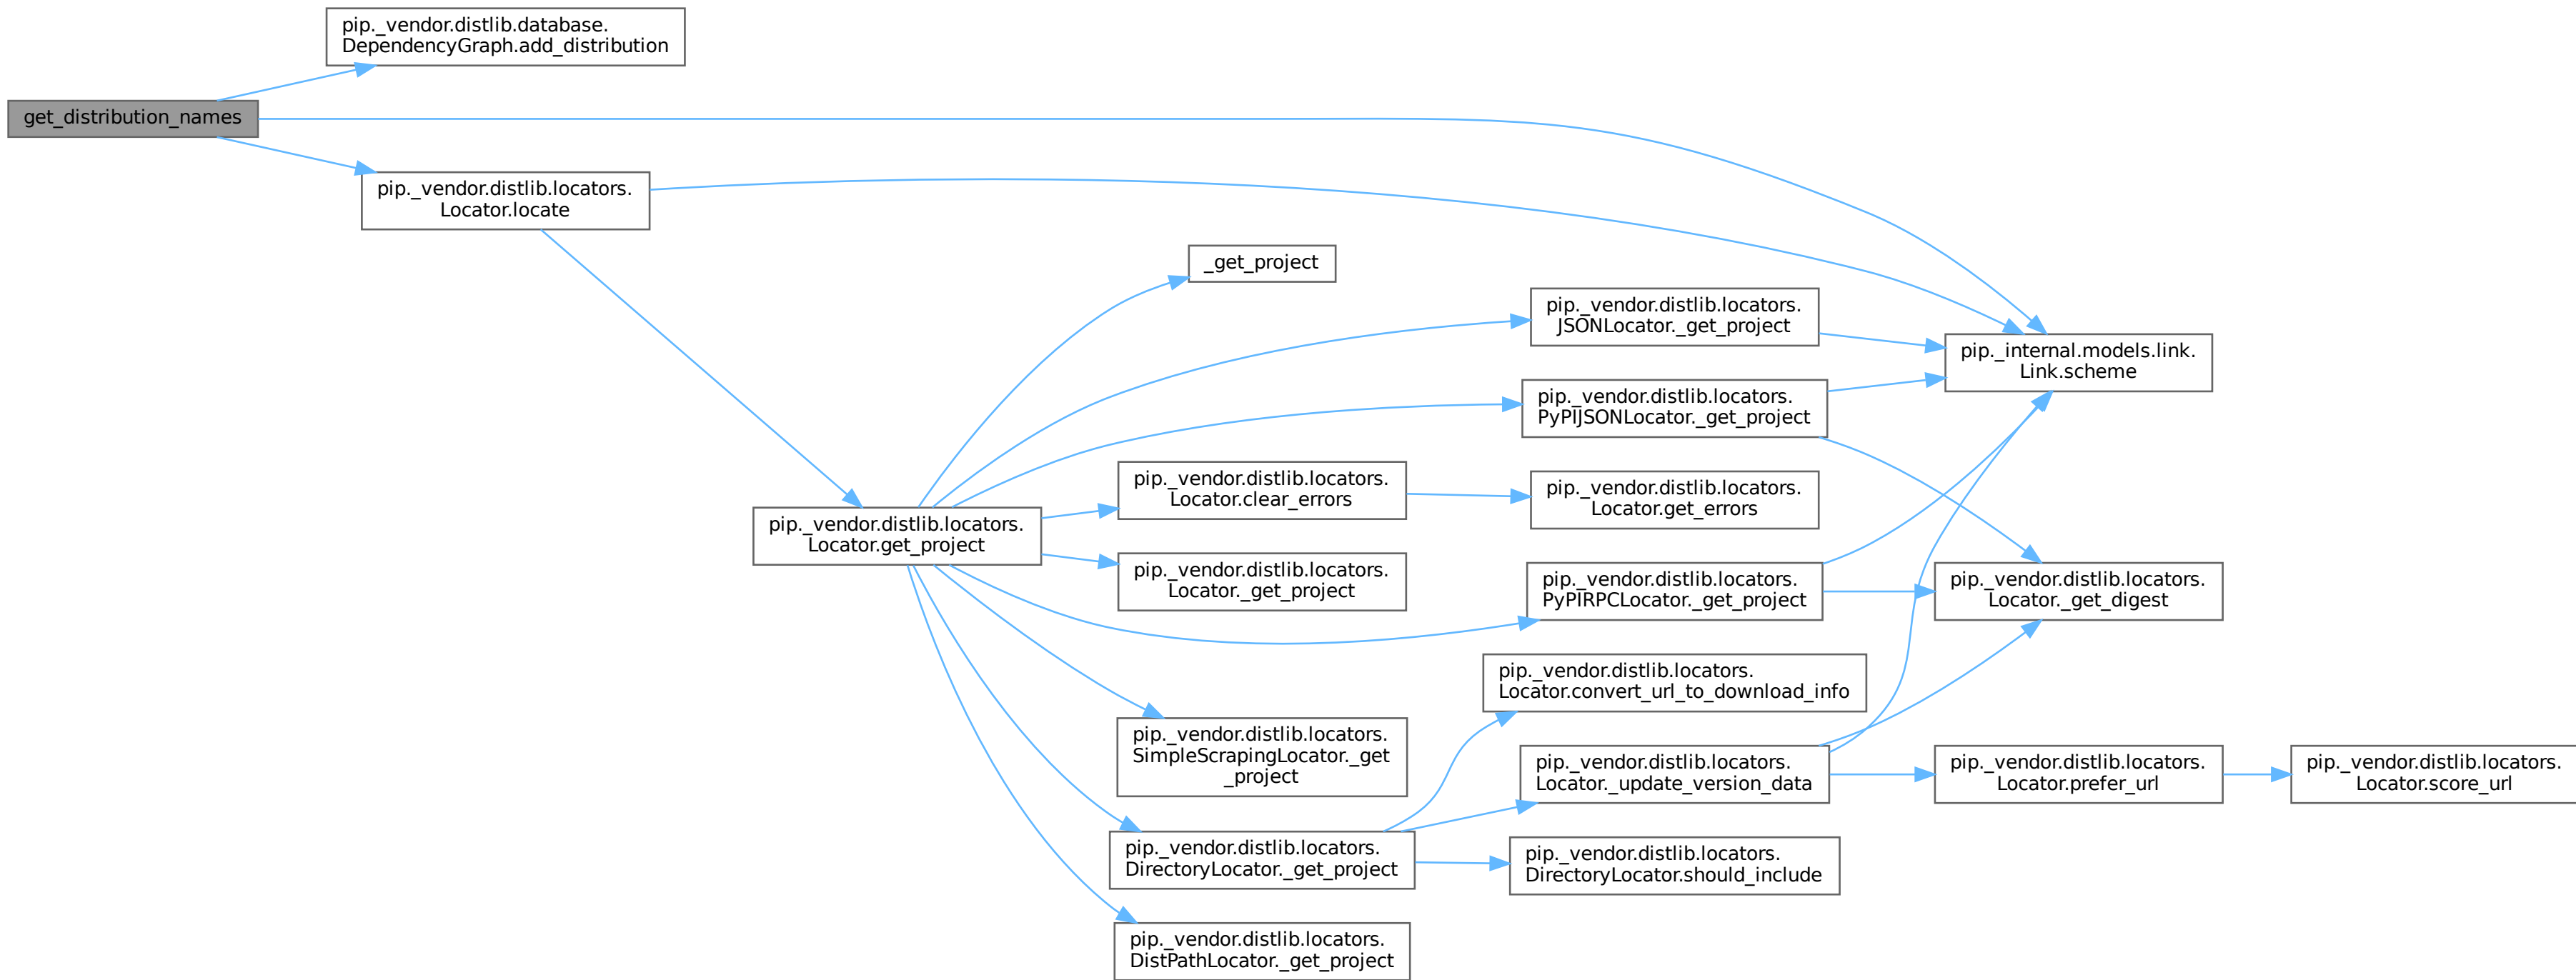 pip._vendor.distlib.database.
DependencyGraph.add_distribution
get_distribution_names
pip._vendor.distlib.locators.
Locator.locate
_get_project
pip._vendor.distlib.locators.
JSONLocator._get_project
pip._internal.models.link.
Link.scheme
pip._vendor.distlib.locators.
PyPIJSONLocator._get_project
pip._vendor.distlib.locators.
Locator.clear_errors
pip._vendor.distlib.locators.
Locator.get_errors
pip._vendor.distlib.locators.
Locator.get_project
pip._vendor.distlib.locators.
Locator._get_project
pip._vendor.distlib.locators.
PyPIRPCLocator._get_project
pip._vendor.distlib.locators.
Locator._get_digest
pip._vendor.distlib.locators.
Locator.convert_url_to_download_info
pip._vendor.distlib.locators.
SimpleScrapingLocator._get
_project
pip._vendor.distlib.locators.
Locator._update_version_data
pip._vendor.distlib.locators.
Locator.prefer_url
pip._vendor.distlib.locators.
Locator.score_url
pip._vendor.distlib.locators.
DirectoryLocator._get_project
pip._vendor.distlib.locators.
DirectoryLocator.should_include
pip._vendor.distlib.locators.
DistPathLocator._get_project